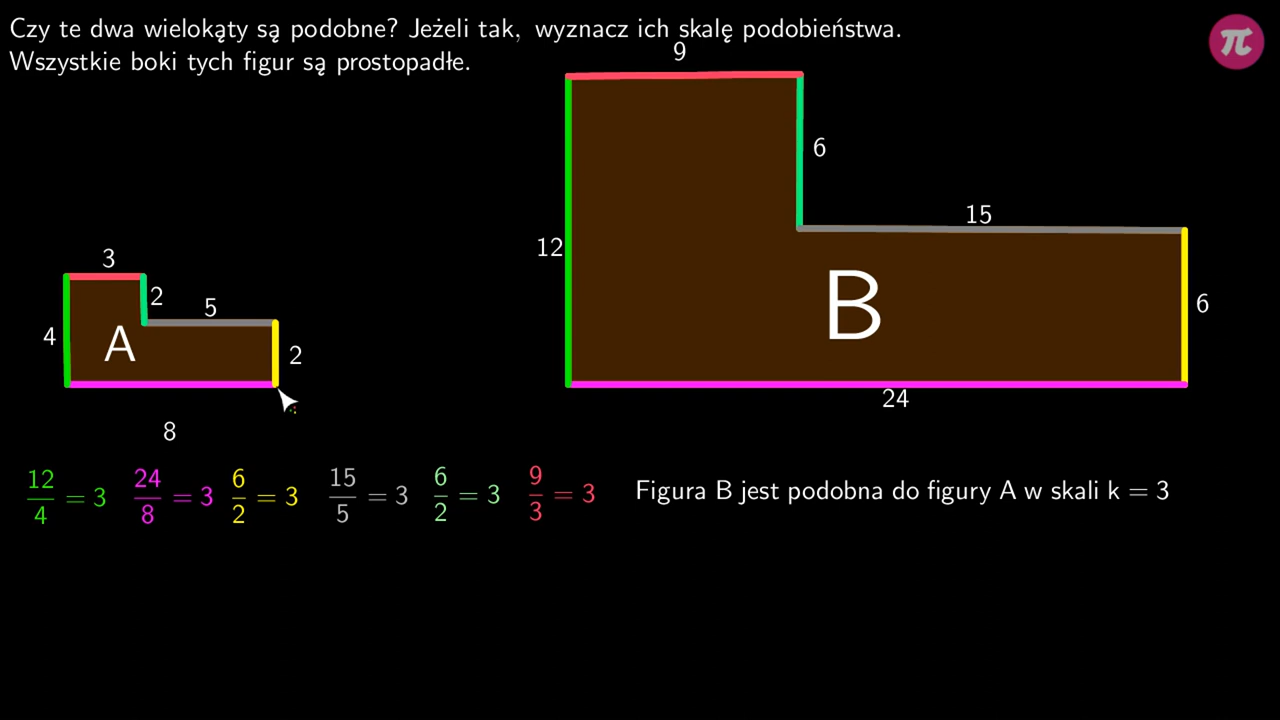 Czy te dwa wielokąty są podobne? Jeżeli tak, wyznacz ich skalę podobieństwa.
Wszystkie boki tych figur są prostopadłe.
π
9
6
15
12
B
6
24
3
2
5
4
A
2
8
12/4 = 3 24/8 = 3 6/2 = 3 15/5 = 3 6/2 = 3 9/3 = 3 Figura B jest podobna do figury A w skali k = 3